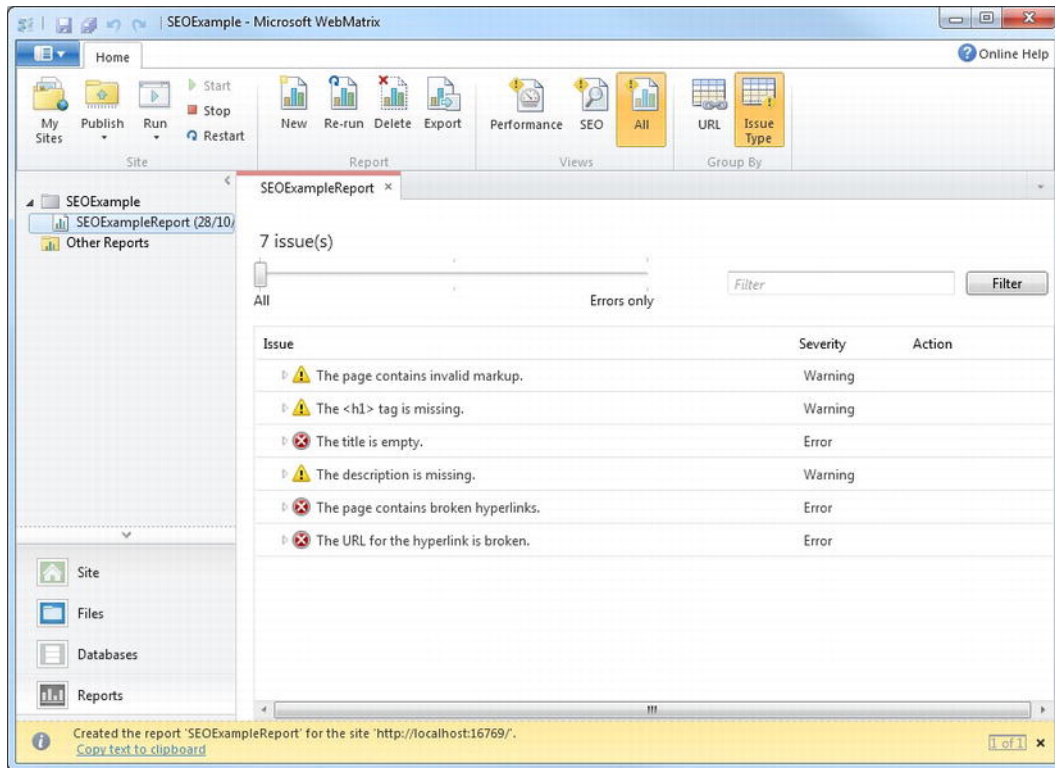 SEOExample - Microsoft WebMatrix
Home
Online Help
My Sites
Publish
Run
Start
Stop
Restart
New
Re-run
Delete
Export
Performance
SEO
All
URL
Issue Type
Site
Report
Views
Group By
SEOExample
SEOExampleReport (28/10/
Other Reports
SEOExampleReport ×
7 issue(s)
All
Errors only
Filter
Filter
Issue Severity Action
The page contains invalid markup. Warning
The <h1> tag is missing. Warning
The title is empty. Error
The description is missing. Warning
The page contains broken hyperlinks. Error
The URL for the hyperlink is broken. Error
Site
Files
Databases
Reports
Created the report 'SEOExampleReport' for the site 'http://localhost:16769/'.
Copy text to clipboard
1 of 1